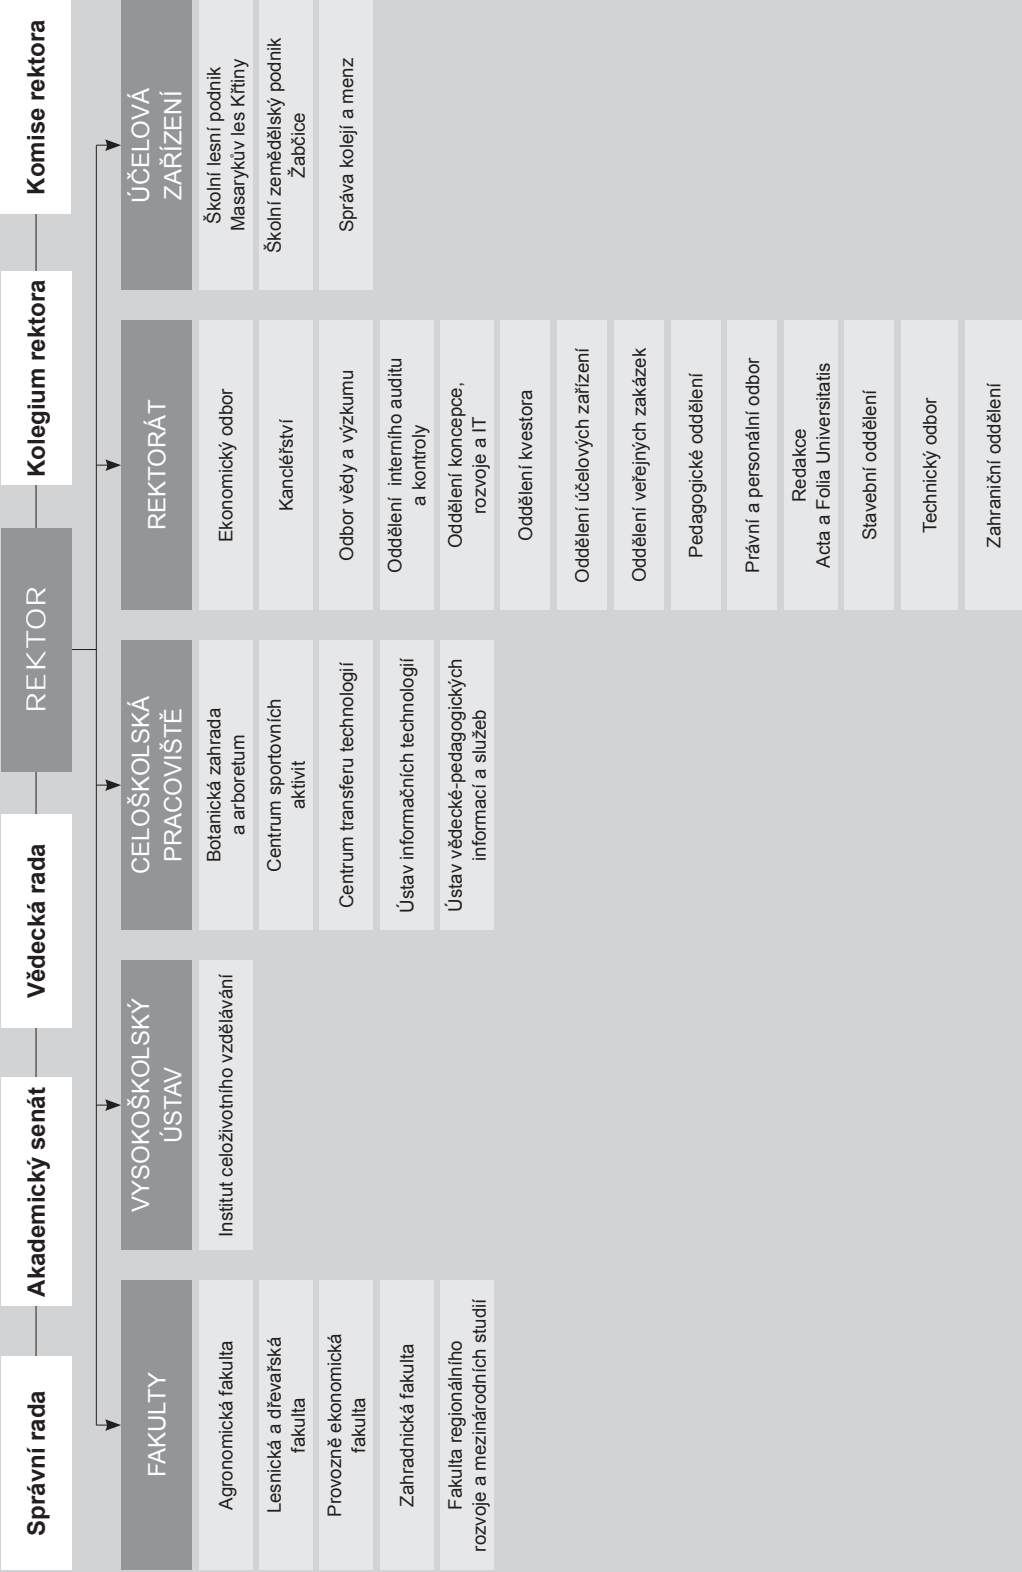 Správní rada
Akademický senát
Vědecká rada
REKTOR
Kolegium rektora
Komise rektora
FAKULTY
Agronomická fakulta
Lesnická a dřevařská
fakulta
Provozně ekonomická
fakulta
Zahradnická fakulta
Fakulta regionálního
rozvoje a mezinárodních studií
VYSOKOŠKOLSKÝ
ÚSTAV
Institut celoživotního vzdělávání
CELOŠKOLSKÁ
PRACOVIŠTĚ
Botanická zahrada
a arboretum
Centrum sportovních
aktivit
Centrum transferu technologií
Ústav informačních technologií
Ústav vědecké-pedagogických
informací a služeb
REKTORÁT
Ekonomický odbor
Kancléřství
Odbor vědy a výzkumu
Oddělení interního auditu
a kontroly
Oddělení koncepce,
rozvoje a IT
Oddělení kvestora
Oddělení účelových zařízení
Oddělení veřejných zakázek
Pedagogické oddělení
Právní a personální odbor
Redakce
Acta a Folia Universitatis
Stavební oddělení
Technický odbor
Zahraniční oddělení
ÚČELOVÁ
ZAŘÍZENÍ
Školní lesní podnik
Masarykův les Křtiny
Školní zemědělský podnik
Žabčice
Správa kolejí a menz